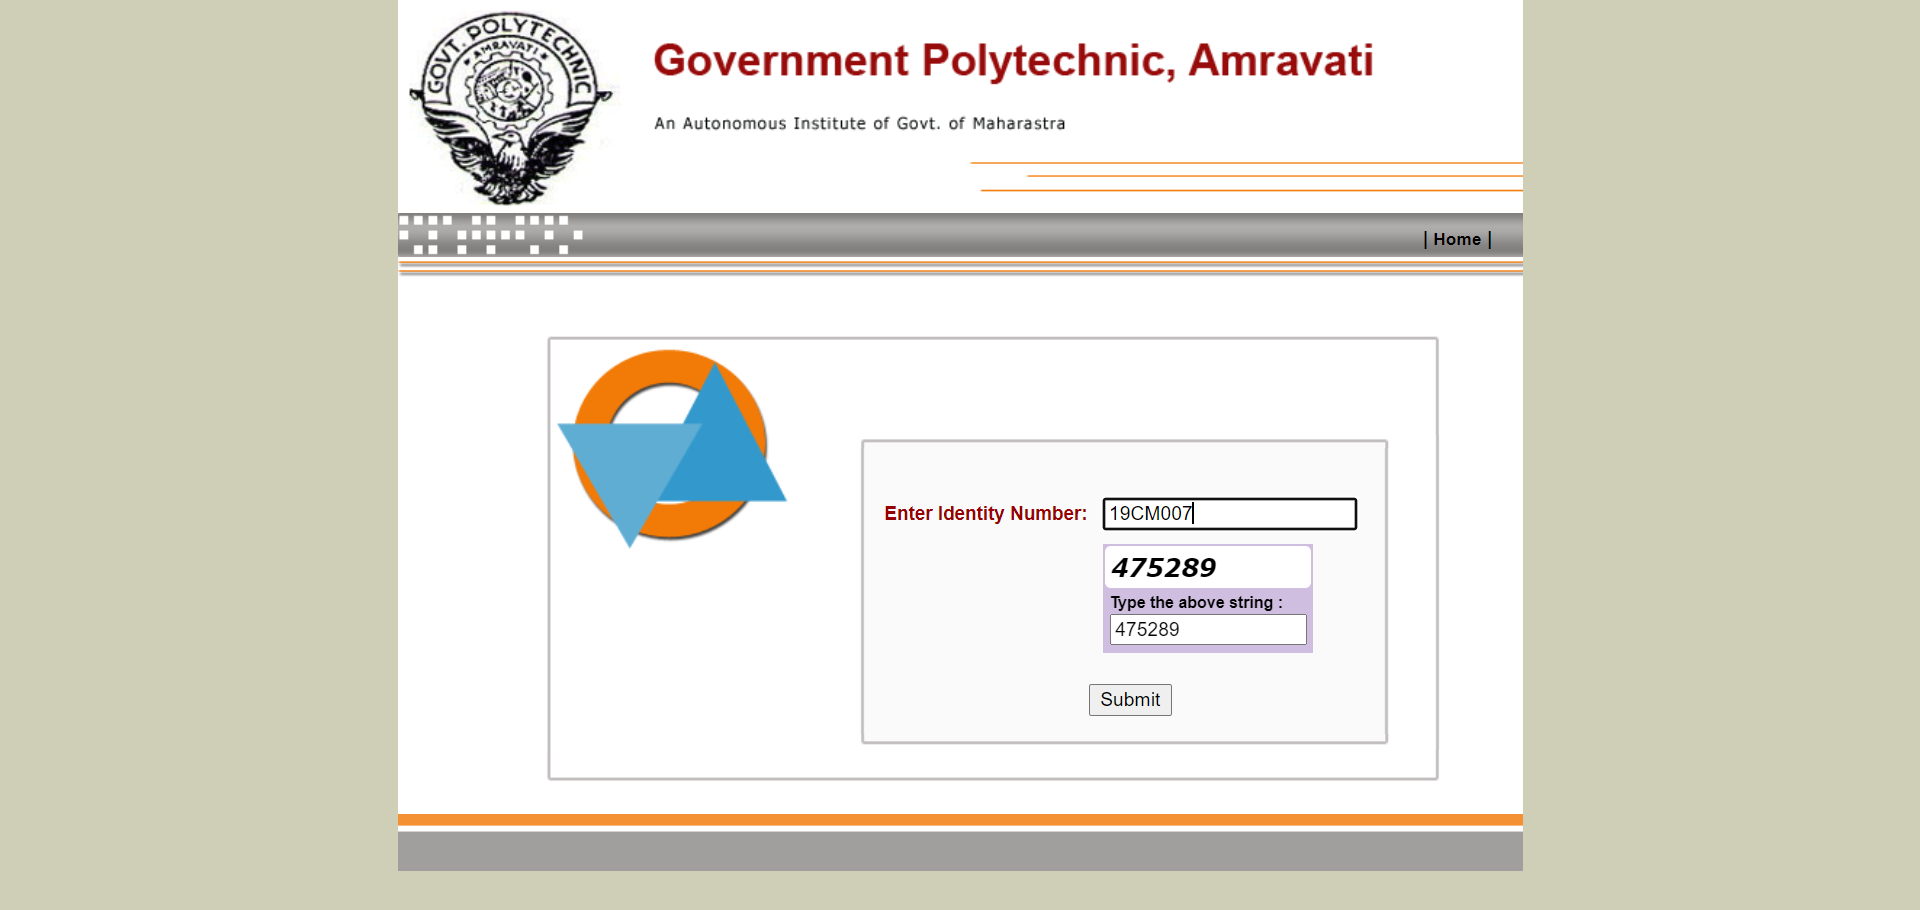 GOVT. POLYTECHNIC
AMRAVATI
Government Polytechnic, Amravati
An Autonomous Institute of Govt. of Maharastra
| Home |
Enter Identity Number: 19CM007
475289
Type the above string :
475289
Submit